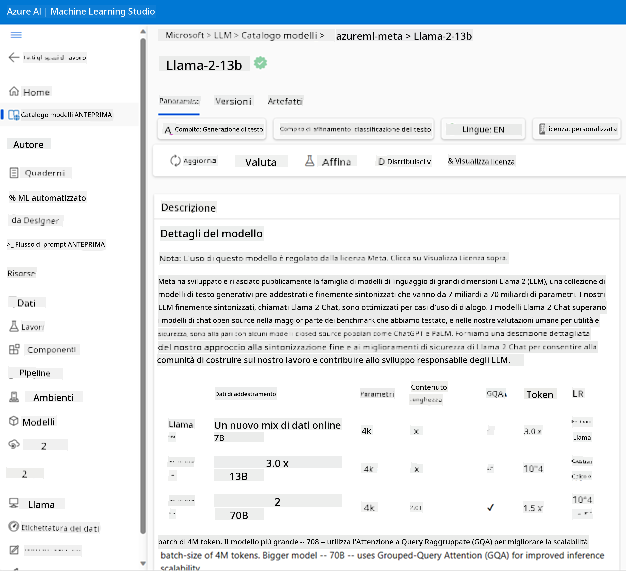 Azure AI | Machine Learning Studio
Microsoft > LLM > Catalogo modelli > azureml-meta > Llama-2-13b
Llama-2-13b
Home
Catalogo modelli ANTEPRIMA
Panoramica
Versioni
Artefatti
Autore
Compito: Generazione di testo
Compito di affinamento: classificazione del testo
Lingue: EN
Licenza: personalizzata
Quaderni
Aggiorna
Valuta
Affina
D Distribuisci v
& Visualizza licenza
% ML automatizzato
da Designer
>_ Flusso di prompt ANTEPRIMA
Risorse
Dati
Lavori
Componenti
Pipeline
Ambienti
Modelli
2
2
Llama
Etichettatura dei dati
Descrizione
Dettagli del modello
Nota: L'uso di questo modello è regolato dalla licenza Meta. Clicca su Visualizza Licenza sopra.
Meta ha sviluppato e rilasciato pubblicamente la famiglia di modelli di linguaggio di grandi dimensioni Llama 2 (LLM), una collezione di
modelli di testo generativi pre-addestrati e finemente sintonizzati che vanno da 7 miliardi a 70 miliardi di parametri. I nostri
LLM finemente sintonizzati, chiamati Llama 2 Chat, sono ottimizzati per casi d'uso di dialogo. I modelli Llama 2 Chat superano
i modelli di chat open source nella maggior parte dei benchmark che abbiamo testato, e nelle nostre valutazioni umane per utilità e
sicurezza, sono alla pari con alcuni modelli closed source popolari come ChatGPT e PaLM. Forniamo una descrizione dettagliata
del nostro approccio alla sintonizzazione fine e ai miglioramenti di sicurezza di Llama 2 Chat per consentire alla
comunità di costruire sul nostro lavoro e contribuire allo sviluppo responsabile degli LLM.
Dati di addestramento
Parametri
Contenuto
lunghezza
GQA
Token
LR
Llama
Un nuovo mix di dati online
7B
4k
x
3.0 x
Llama
3.0 x
13B
4k
x
10^4
2
70B
4k
✔
1.5 x
10^4
batch di 4M token. Il modello più grande -- 70B -- utilizza l'Attenzione a Query Raggruppate (GQA) per migliorare la scalabilità
batch-size of 4M tokens. Bigger model -- 70B -- uses Grouped-Query Attention (GQA) for improved inference
scalability